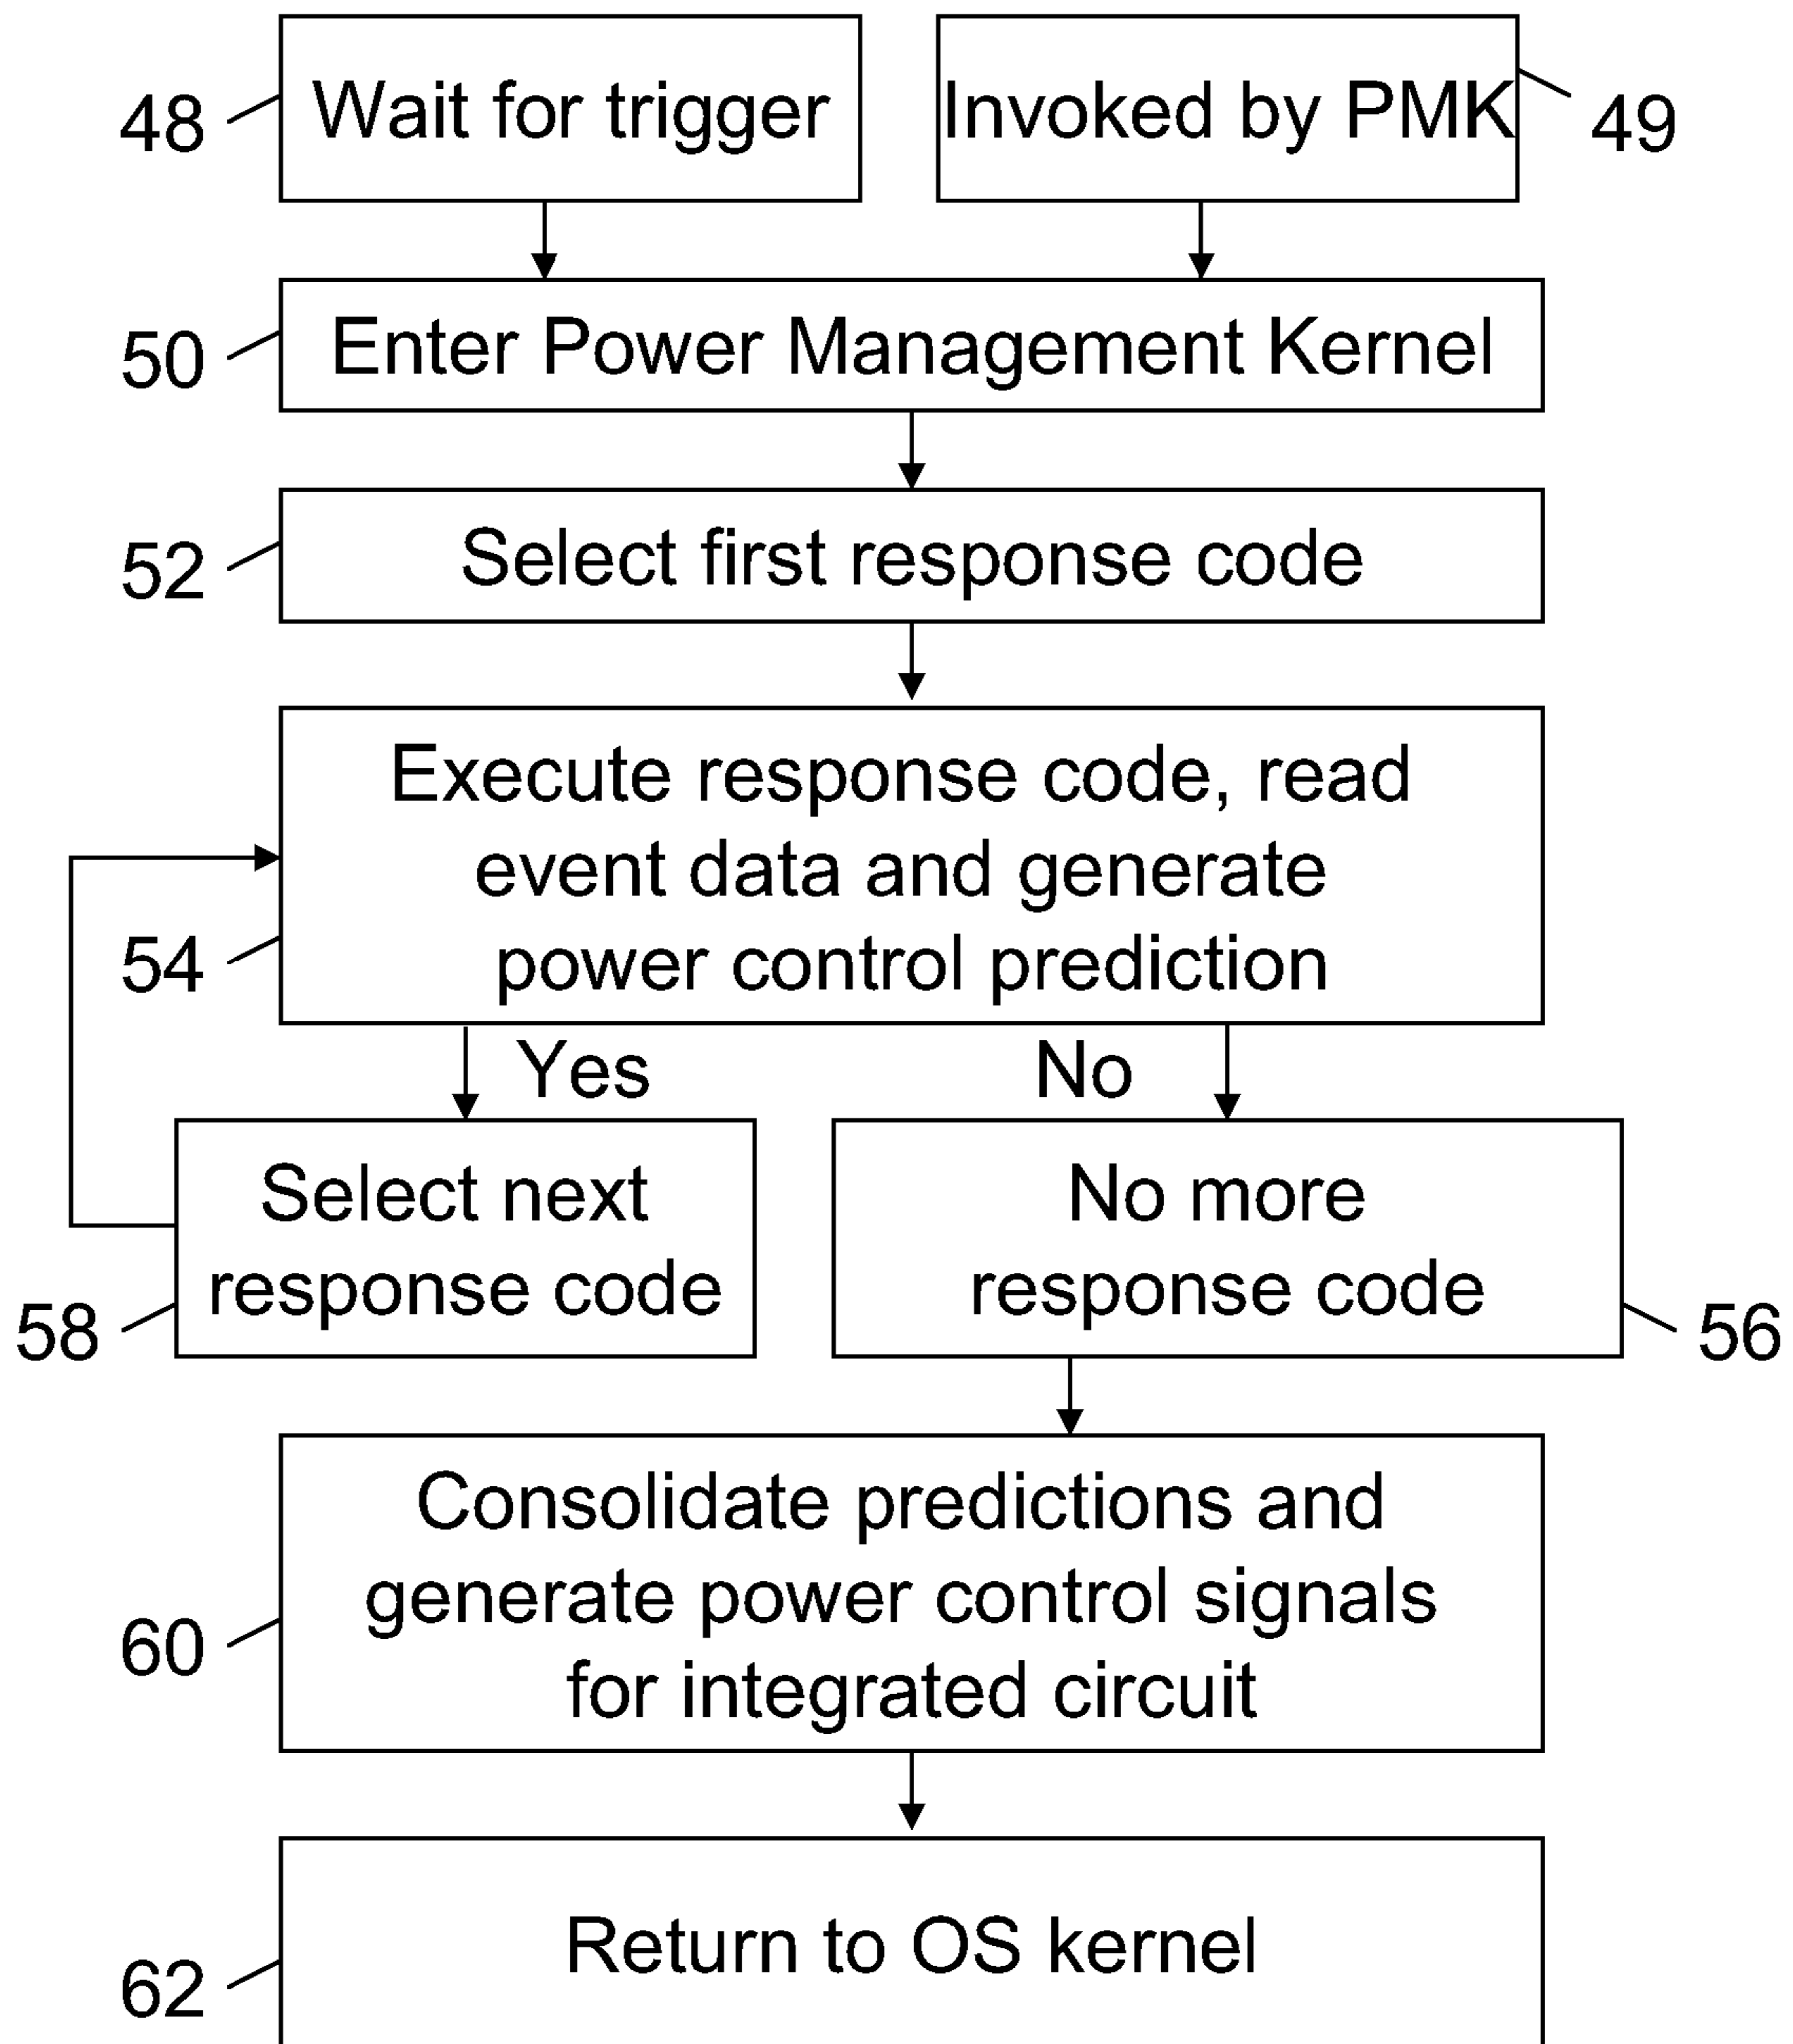 48
Wait for trigger
Invoked by PMK
49
50
Enter Power Management Kernel
52
Select first response code
Execute response code, read
event data and generate
power control prediction
54
Yes
No
Select next
response code
58
No more
response code
56
Consolidate predictions and
generate power control signals
for integrated circuit
60
Return to OS kernel
62